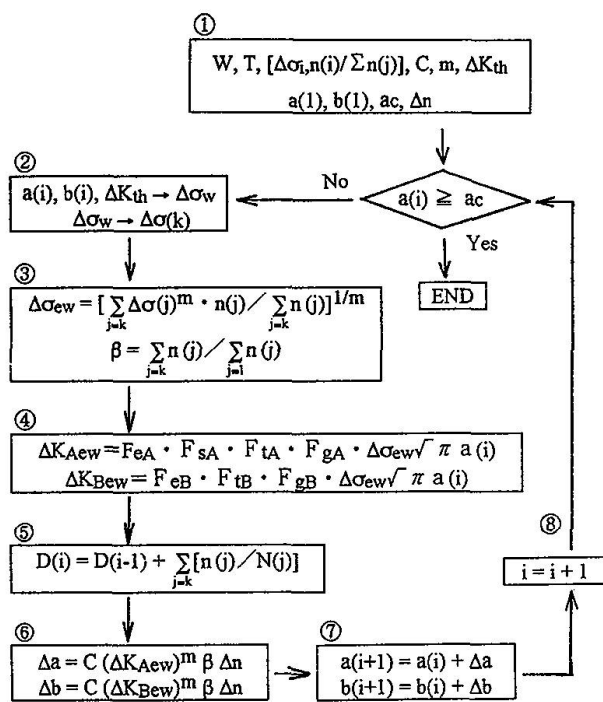 ①
W, T, [Δσi,n(i)/Σn(j)], C, m, ΔKth
a(1), b(1), ac, Δn
②
a(i), b(i), ΔKth → Δσw
Δσw → Δσ(k)
No
a(i) ≧ ac
Yes
END
③
Δσew = [ Σ Δσ(j)^m · n(j)／ Σ n(j) ]^1/m
j=k j=k
β = Σ n(j)／Σ n(j)
j=k j=1
④
ΔKAew = FeA · FsA · FtA · FgA · Δσew√ π a(i)
ΔKBew = FeB · FtB · FgB · Δσew√ π a(i)
⑤
D(i) = D(i-1) + Σ [n(j)／N(j)]
j=k
⑥
Δa = C (ΔKAew)^m β Δn
Δb = C (ΔKBew)^m β Δn
⑦
a(i+1) = a(i) + Δa
b(i+1) = b(i) + Δb
⑧
i = i + 1